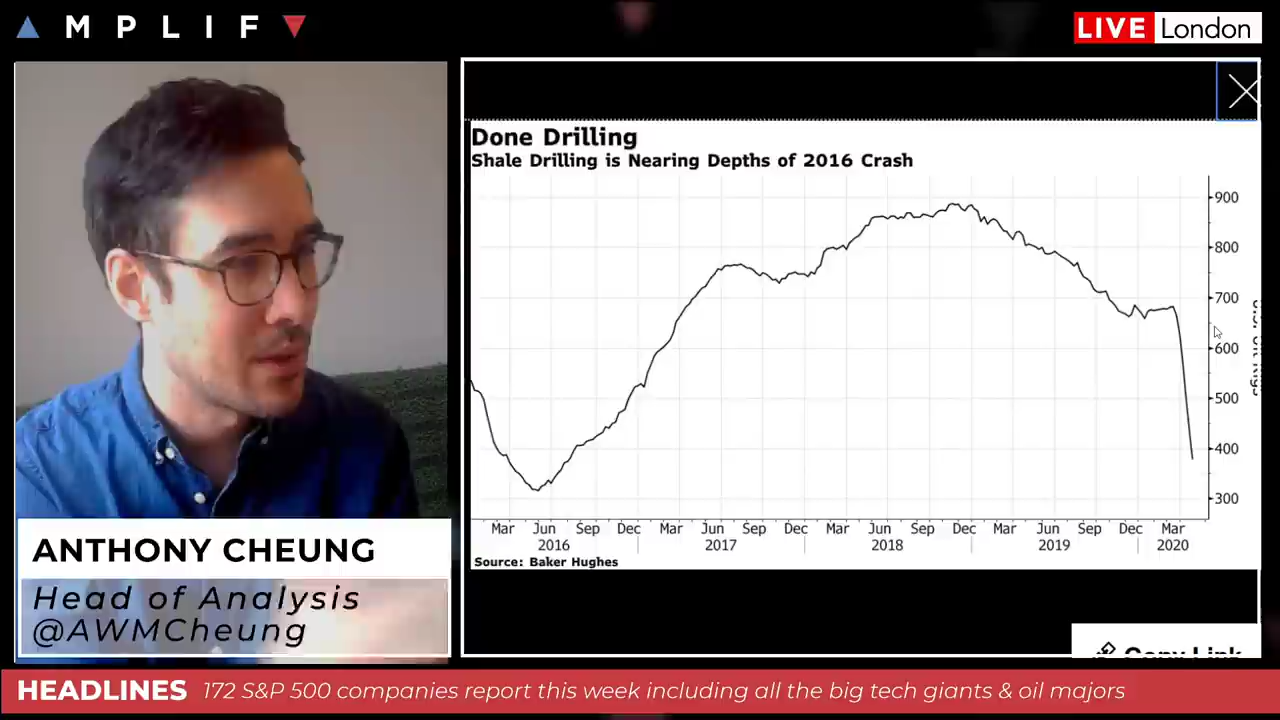 AMPLIFY
LIVE London
Done Drilling
Shale Drilling is Nearing Depths of 2016 Crash
900
800
700
600
500
400
300
Mar Jun Sep Dec Mar Jun Sep Dec Mar Jun Sep Dec Mar Jun Sep Dec Mar
2016 2017 2018 2019 2020
Source: Baker Hughes
Copy Link
ANTHONY CHEUNG
Head of Analysis
@AWMCheung
HEADLINES 172 S&P 500 companies report this week including all the big tech giants & oil majors